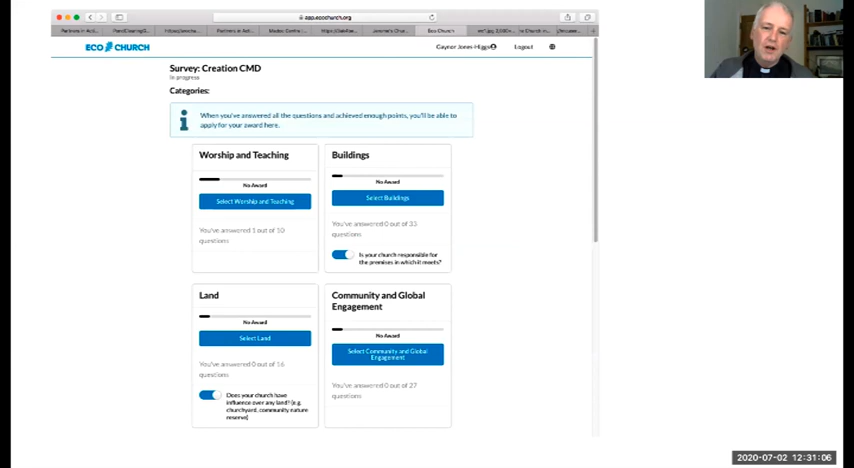 app.ecochurch.org
Eco Church
ECO CHURCH
Gaynor Jones-Higgs
Logout
Survey: Creation CMD
In progress
Categories:
When you've answered all the questions and achieved enough points, you'll be able to
apply for your award here.
Worship and Teaching
No Award
Select Worship and Teaching
You've answered 1 out of 10
questions
Buildings
No Award
Select Buildings
You've answered 0 out of 33
questions
Is your church responsible for
the premises in which it meets?
Land
No Award
Select Land
You've answered 0 out of 16
questions
Does your church have
influence over any land? (e.g.
churchyard, community nature
reserve)
Community and Global
Engagement
No Award
Select Community and Global
Engagement
You've answered 0 out of 27
questions
2020-07-02 12:31:06